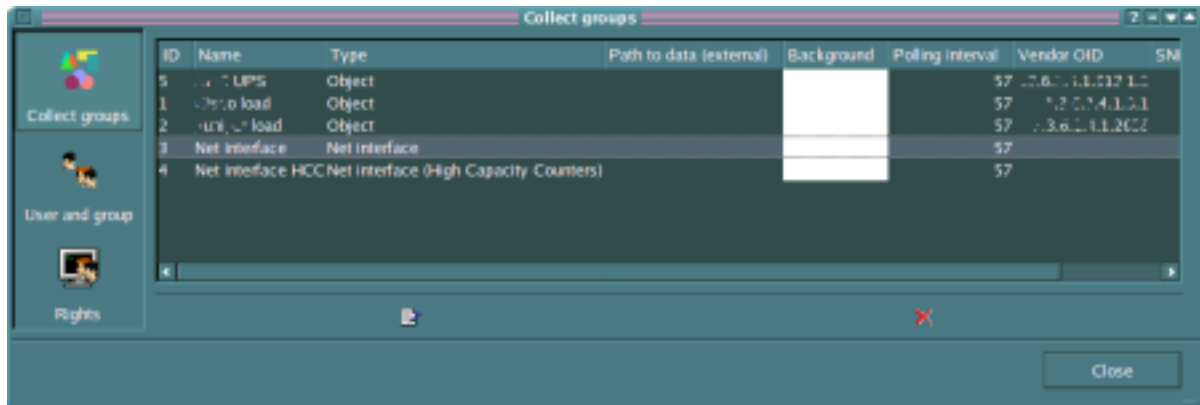 Collect groups
Collect groups
User and group
Rights
ID Name Type Path to data (external) Background Polling interval Vendor OID SNI
5 UPS Object 57
1 load Object 57
2 load Object 57
3 Net interface Net interface 57
4 Net interface HCC Net interface (High Capacity Counters) 57
Close